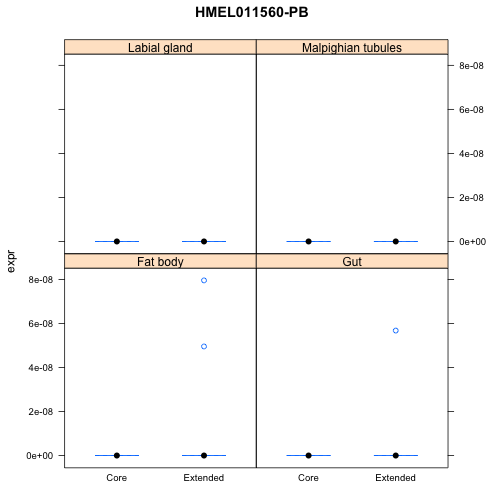 HMEL011560-PB
Labial gland Malpighian tubules
8e-08
6e-08
4e-08
2e-08
0e+00
expr
Fat body Gut
8e-08
6e-08
4e-08
2e-08
0e+00
Core Extended Core Extended